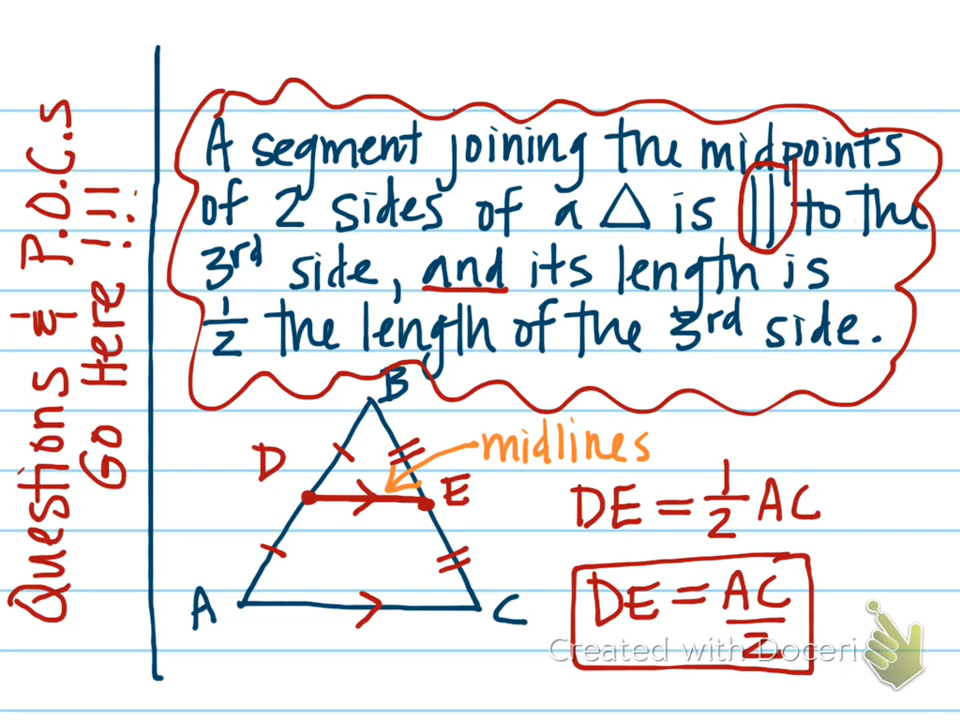 Questions & P.O.C.s
Go Here !!!
A segment joining the midpoints
of 2 sides of a △ is || to the
3rd side, and its length is
1/2 the length of the 3rd side.
B
midlines
D
E
DE = 1/2 AC
A
C
DE = AC/2
Created with Doceri